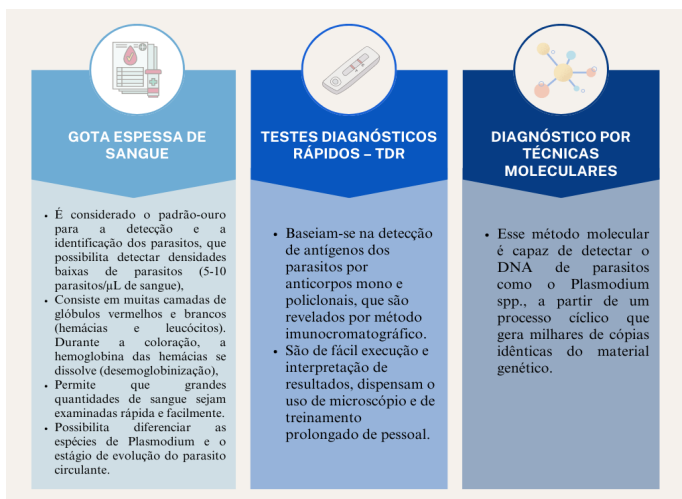 GOTA ESPESSA DE
SANGUE
• É considerado o padrão-ouro
para a detecção e a
identificação dos parasitos, que
possibilita detectar densidades
baixas de parasitos (5-10
parasitos/µL de sangue),
• Consiste em muitas camadas de
glóbulos vermelhos e brancos
(hemácias e leucócitos).
Durante a coloração, a
hemoglobina das hemácias se
dissolve (desemoglobinização),
• Permite que grandes
quantidades de sangue sejam
examinadas rápida e facilmente.
• Possibilita diferenciar as
espécies de Plasmodium e o
estágio de evolução do parasito
circulante.
TESTES DIAGNÓSTICOS
RÁPIDOS – TDR
• Baseiam-se na detecção
de antígenos dos
parasitos por
anticorpos mono e
policlonais, que são
revelados por método
imunocromatográfico.
• São de fácil execução e
interpretação de
resultados, dispensam o
uso de microscópio e de
treinamento
prolongado de pessoal.
DIAGNÓSTICO POR
TÉCNICAS
MOLECULARES
• Esse método molecular
é capaz de detectar o
DNA de parasitos
como o Plasmodium
spp., a partir de um
processo cíclico que
gera milhares de cópias
idênticas do material
genético.